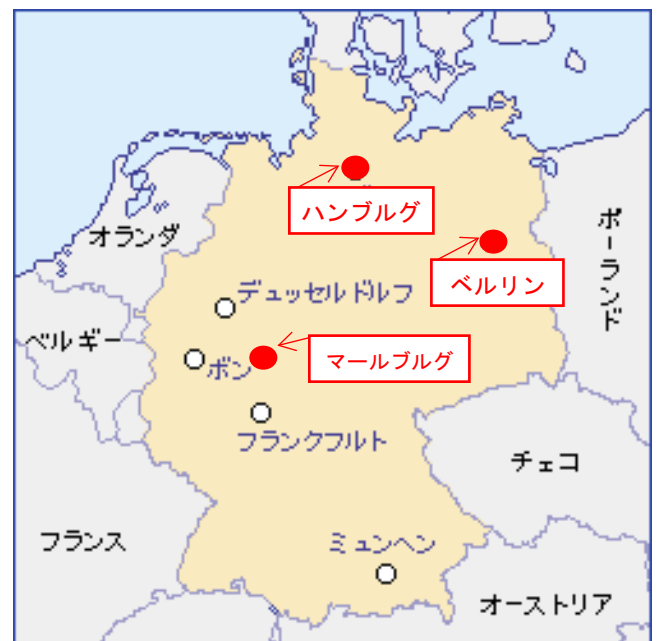 ハンブルグ
オランダ
ポーランド
ベルリン
デュッセルドルフ
ベルギー
ボン
マールブルグ
フランクフルト
チェコ
フランス
ミュンヘン
オーストリア